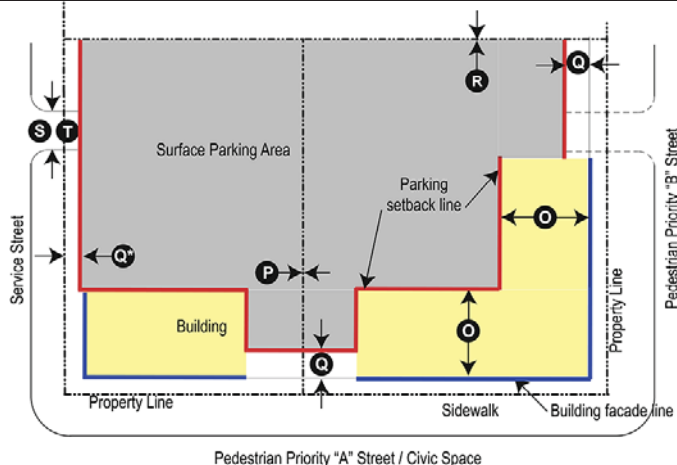 R
Q
S T
Surface Parking Area
Parking
setback line
O
Service Street
Q*
P
Building
O
Q
Property Line
Pedestrian Priority "B" Street
Property Line
Sidewalk
Building facade line
Pedestrian Priority "A" Street / Civic Space